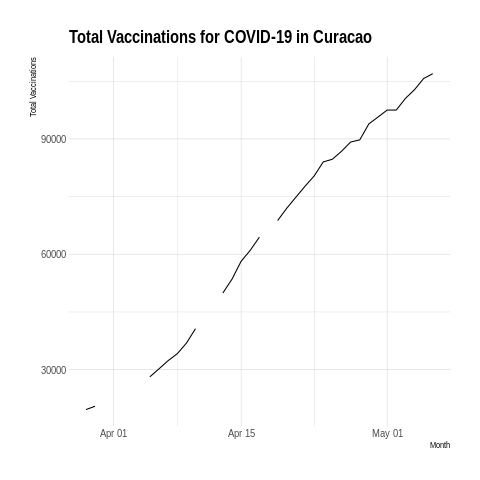 Total Vaccinations for COVID-19 in Curacao
Total Vaccinations
90000
60000
30000
Apr 01
Apr 15
May 01
Month